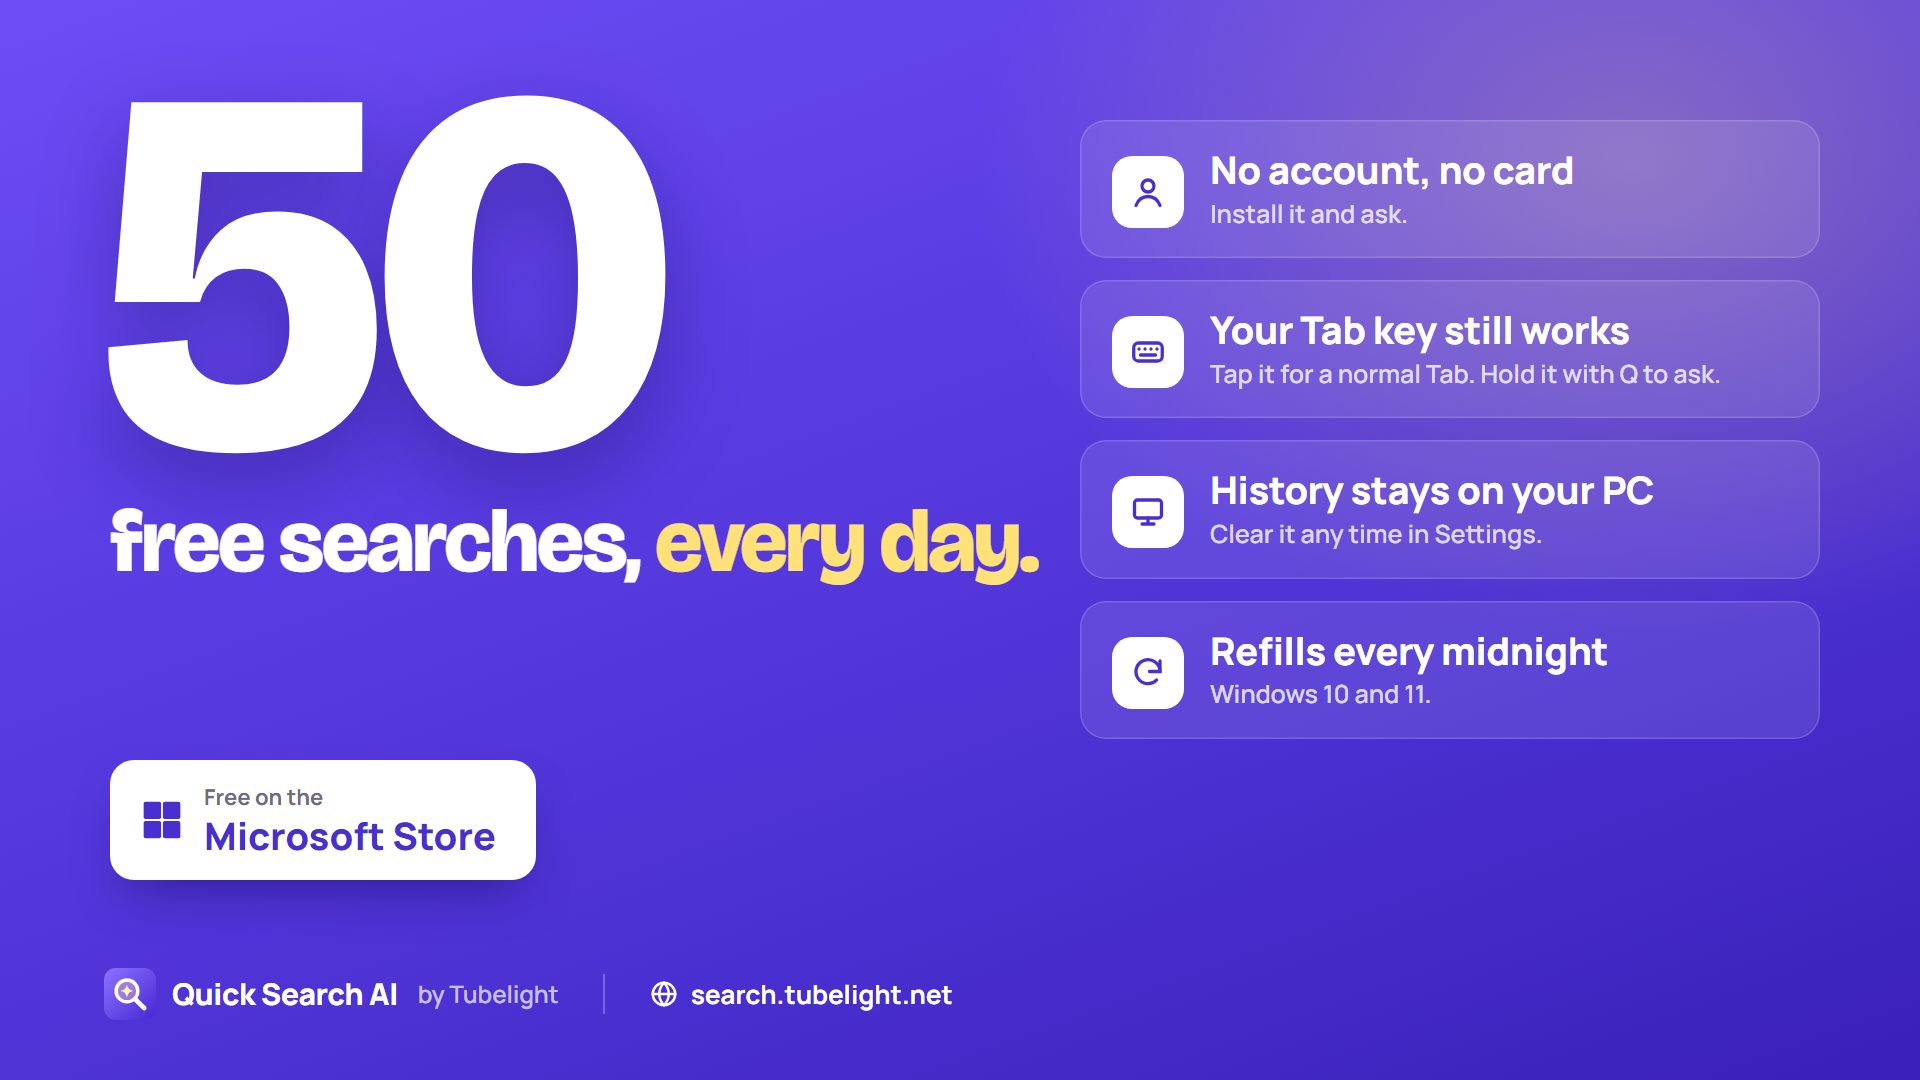 50
free searches, every day.
No account, no card
Install it and ask.
Your Tab key still works
Tap it for a normal Tab. Hold it with Q to ask.
History stays on your PC
Clear it any time in Settings.
Refills every midnight
Windows 10 and 11.
Free on the
Microsoft Store
Quick Search AI by Tubelight
search.tubelight.net